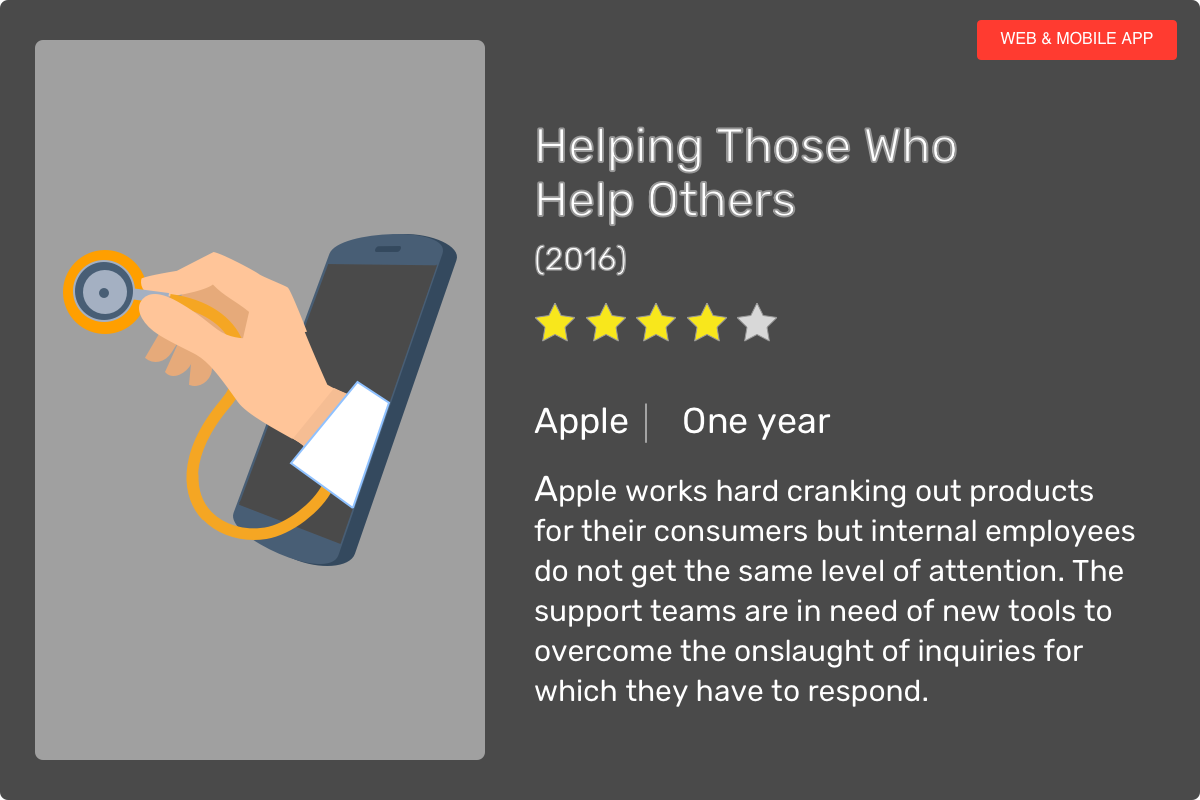 WEB & MOBILE APP
Helping Those Who
Help Others
(2016)
Apple | One year
Apple works hard cranking out products
for their consumers but internal employees
do not get the same level of attention. The
support teams are in need of new tools to
overcome the onslaught of inquiries for
which they have to respond.